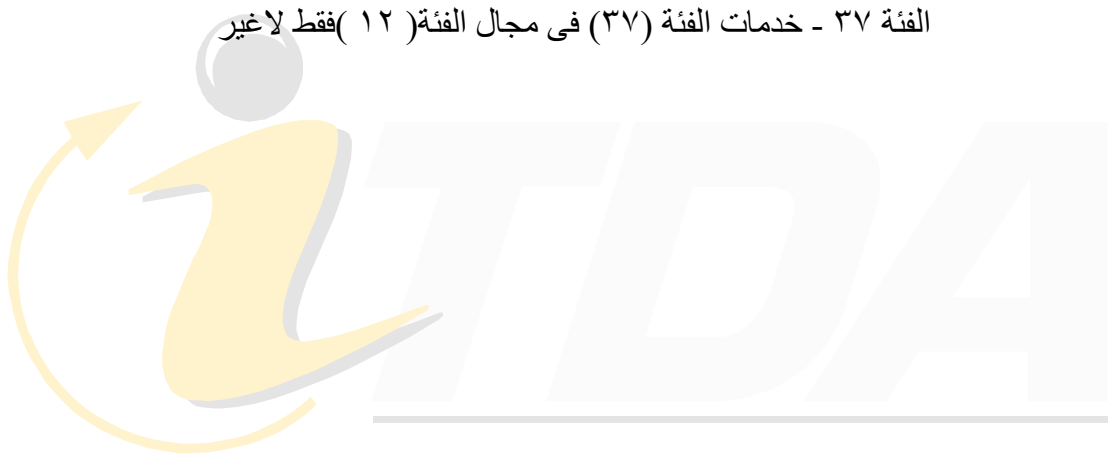 الفئة ٣٧ - خدمات الفئة (٣٧) فى مجال الفئة( ١٢ )فقط لاغير
iTDA